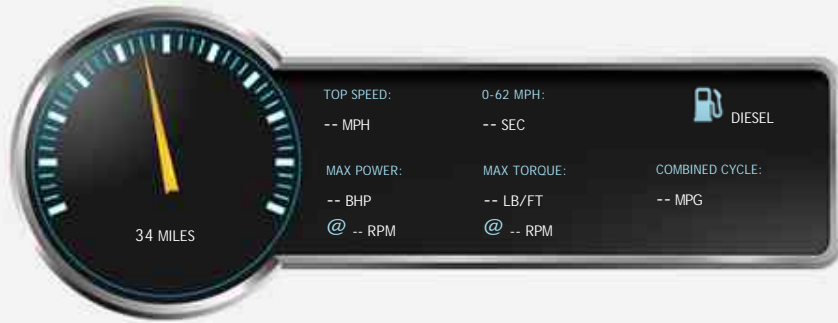 TOP SPEED:
-- MPH
0-62 MPH:
-- SEC
DIESEL
MAX POWER:
-- BHP
@ -- RPM
MAX TORQUE:
-- LB/FT
@ -- RPM
COMBINED CYCLE:
-- MPG
34 MILES